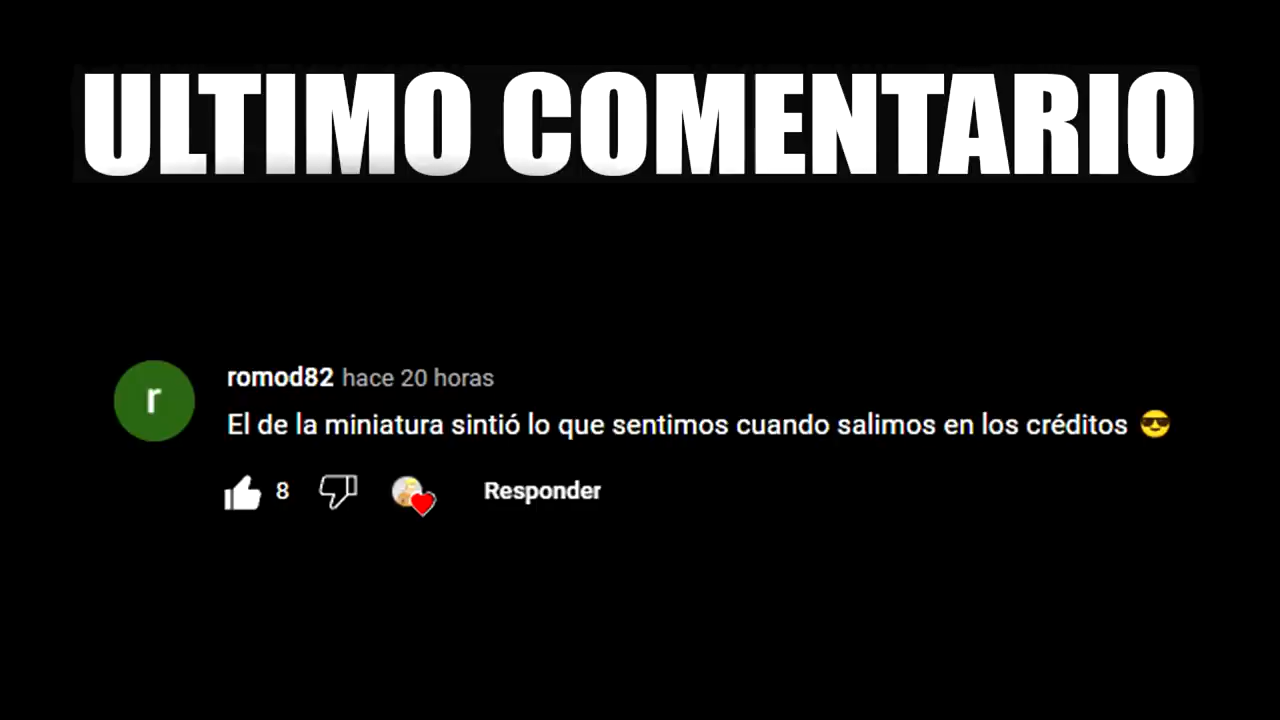 ULTIMO COMENTARIO
r
romod82 hace 20 horas
El de la miniatura sintió lo que sentimos cuando salimos en los créditos 😎
8 Responder